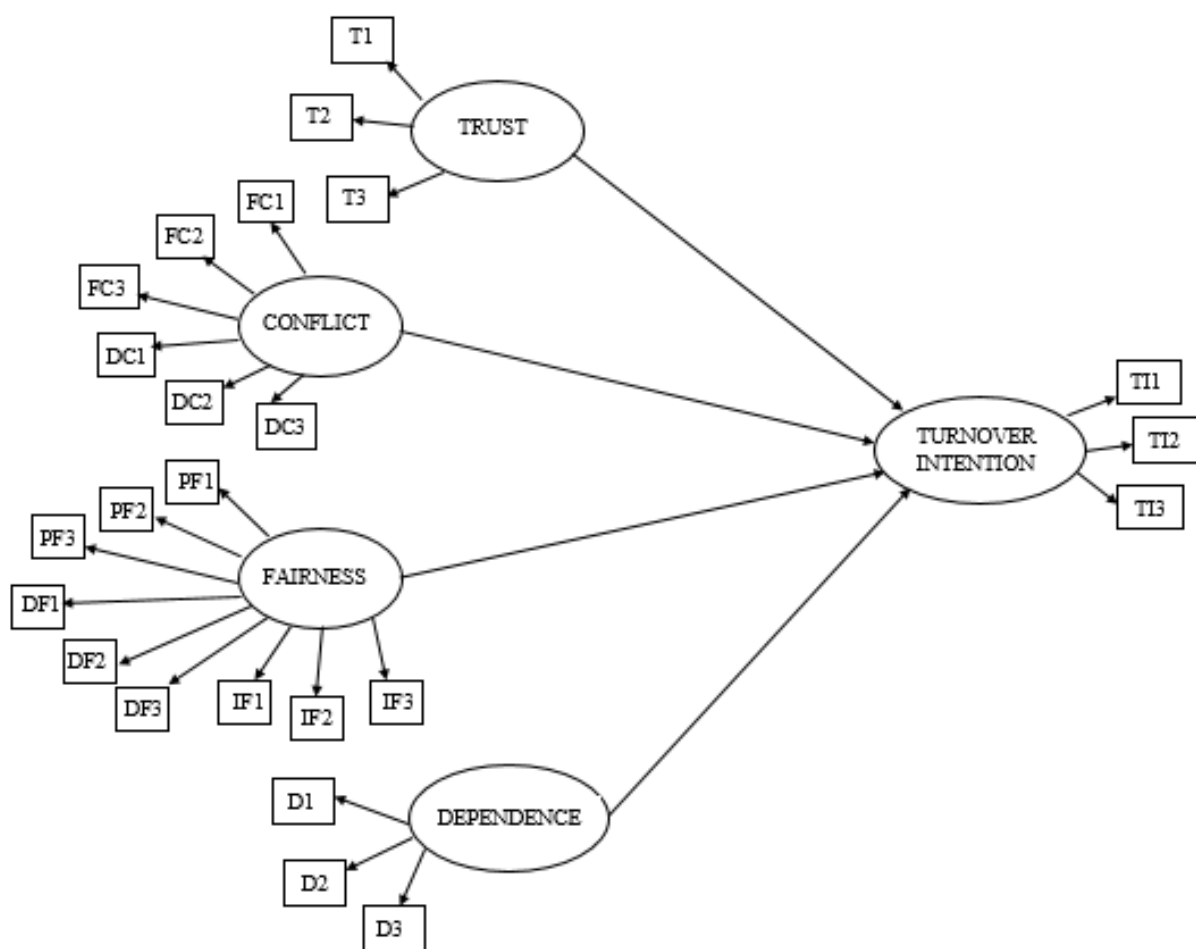 T1
T2
TRUST
T3
FC1
FC2
FC3
CONFLICT
DC1
DC2
DC3
TI1
TURNOVER
INTENTION
TI2
TI3
PF1
PF2
PF3
FAIRNESS
DF1
DF2
DF3
IF1
IF2
IF3
D1
DEPENDENCE
D2
D3